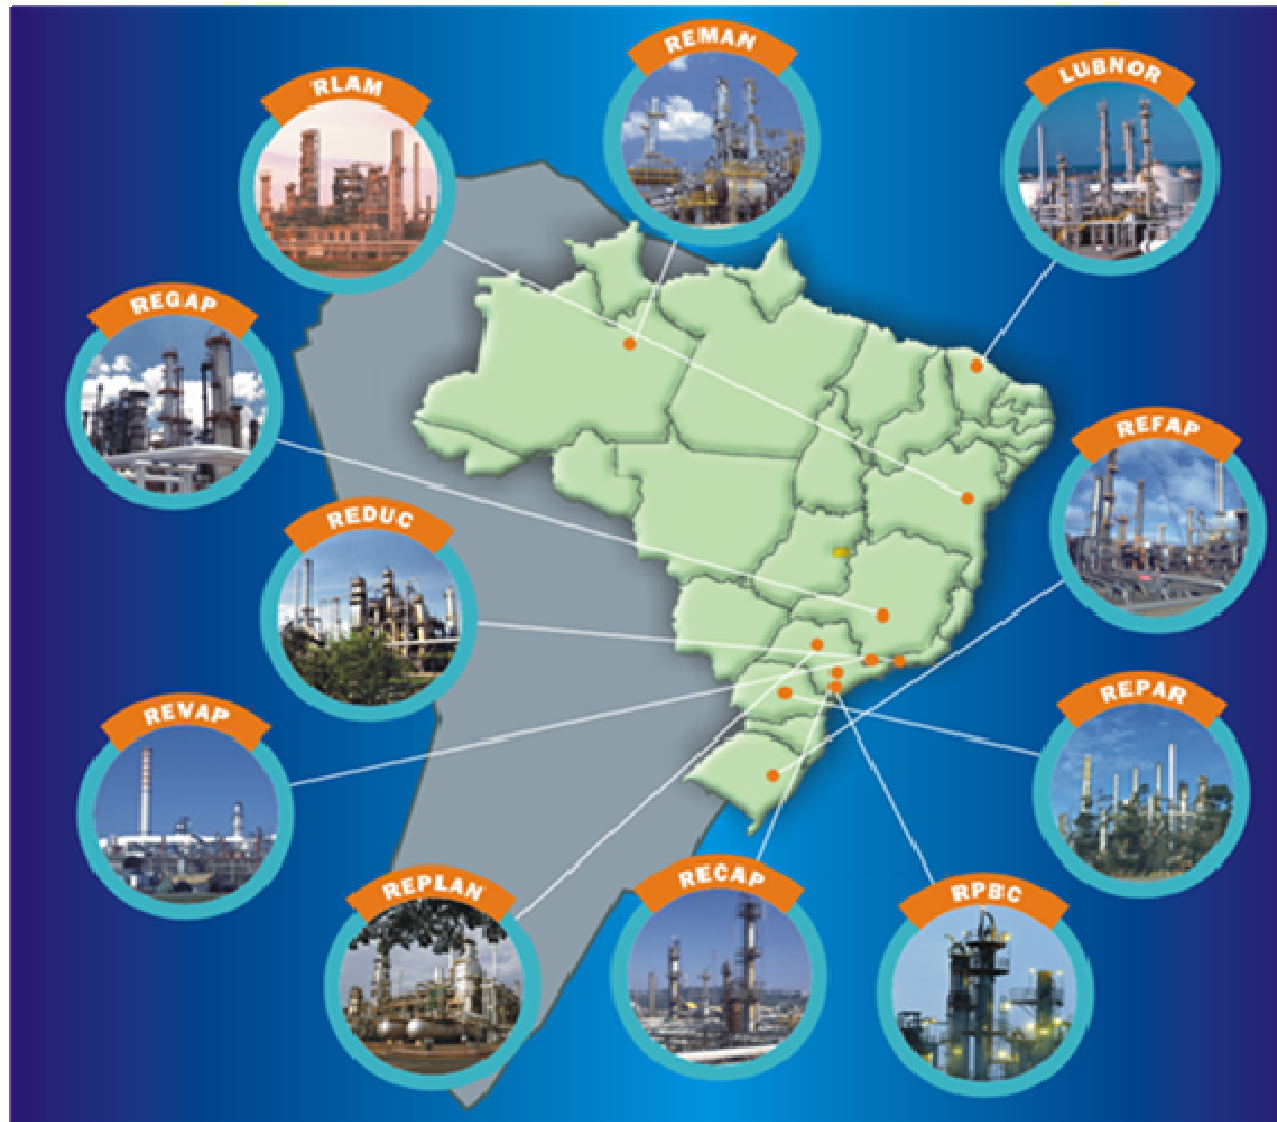 REMAN
LUBNOR
RLAM
REGAP
REFAP
REDUC
REPAR
REVAP
REPLAN
RECAP
RPBC